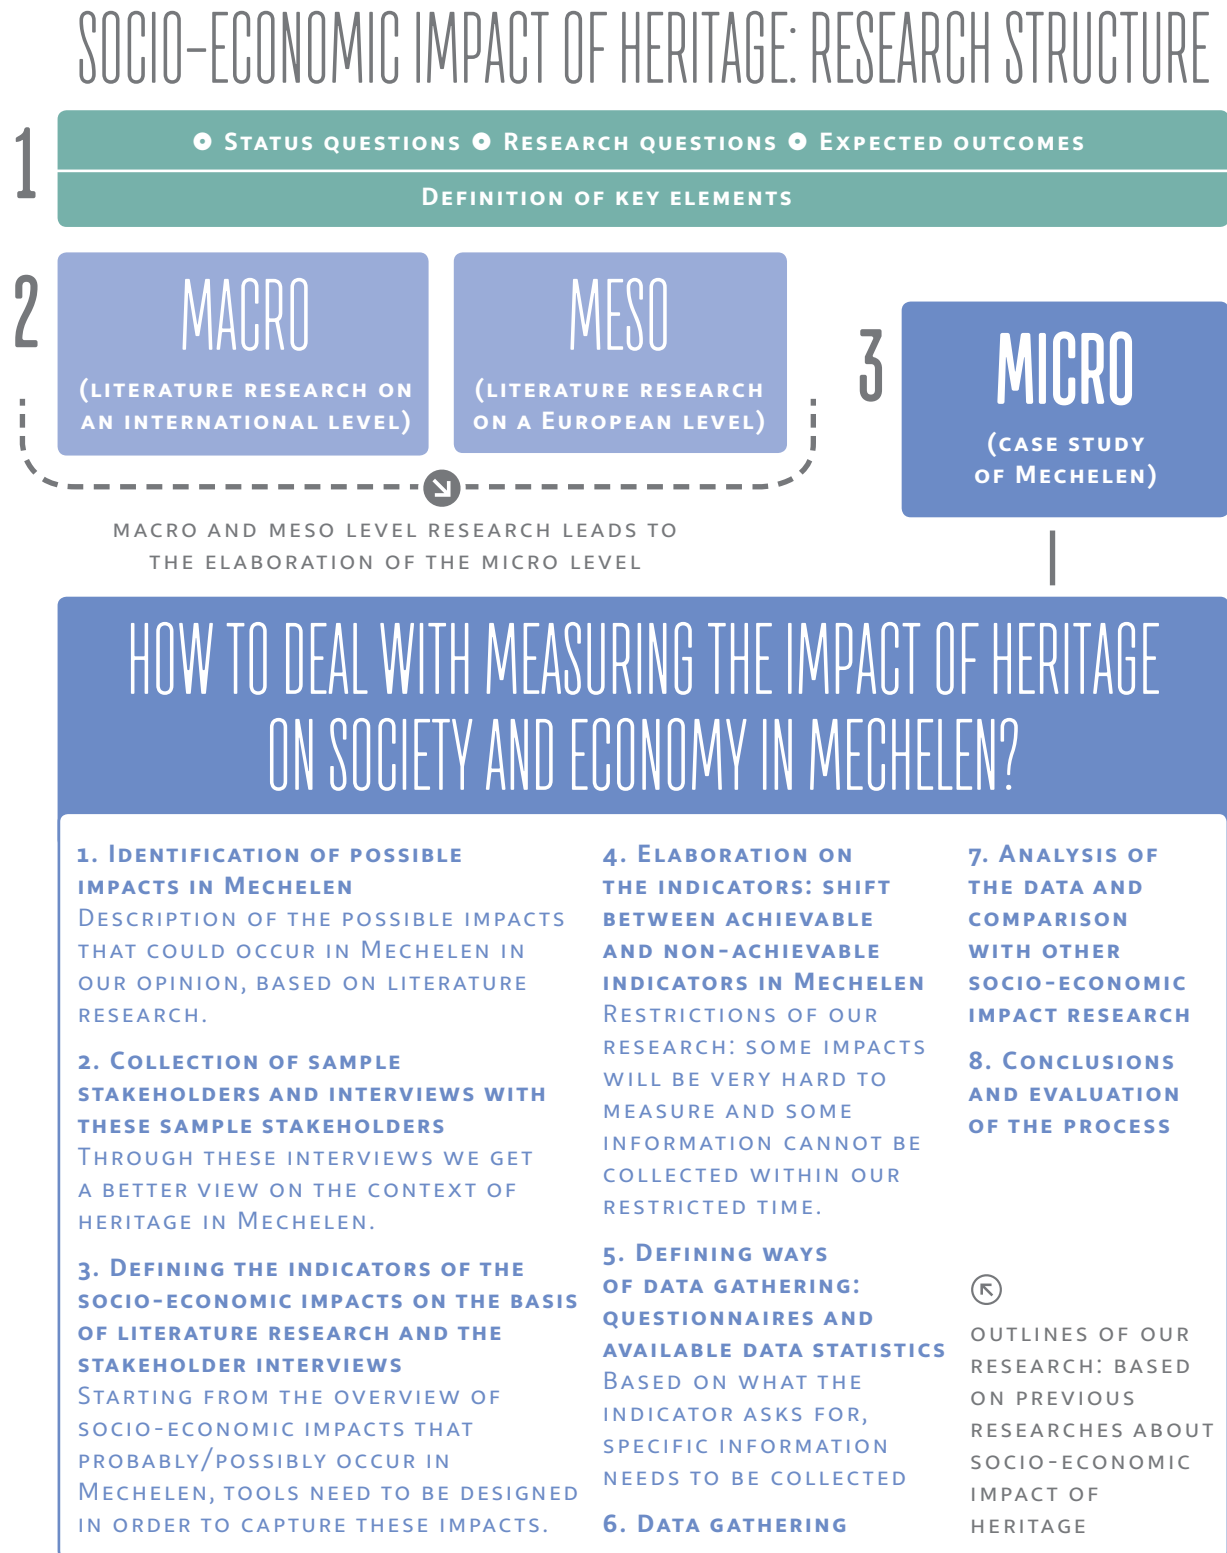 SOCIO-ECONOMIC IMPACT OF HERITAGE: RESEARCH STRUCTURE
1
Status questions Research questions Expected outcomes
Definition of key elements
2
MACRO
(literature research on
an international level)
MESO
(literature research
on a European level)
3
MICRO
(case study
of Mechelen)
macro and meso level research leads to
the elaboration of the micro level
HOW TO DEAL WITH MEASURING THE IMPACT OF HERITAGE
ON SOCIETY AND ECONOMY IN MECHELEN?
1. Identification of possible
impacts in Mechelen
Description of the possible impacts
that could occur in Mechelen in
our opinion, based on literature
research.
2. Collection of sample
stakeholders and interviews with
these sample stakeholders
Through these interviews we get
a better view on the context of
heritage in Mechelen.
3. Defining the indicators of the
socio-economic impacts on the basis
of literature research and the
stakeholder interviews
Starting from the overview of
socio-economic impacts that
probably/possibly occur in
Mechelen, tools need to be designed
in order to capture these impacts.
4. Elaboration on
the indicators: shift
between achievable
and non-achievable
indicators in Mechelen
Restrictions of our
research: some impacts
will be very hard to
measure and some
information cannot be
collected within our
restricted time.
5. Defining ways
of data gathering:
questionnaires and
available data statistics
Based on what the
indicator asks for,
specific information
needs to be collected
6. Data gathering
7. Analysis of
the data and
comparison
with other
socio-economic
impact research
8. Conclusions
and evaluation
of the process
outlines of our
research: based
on previous
researches about
socio-economic
impact of
heritage